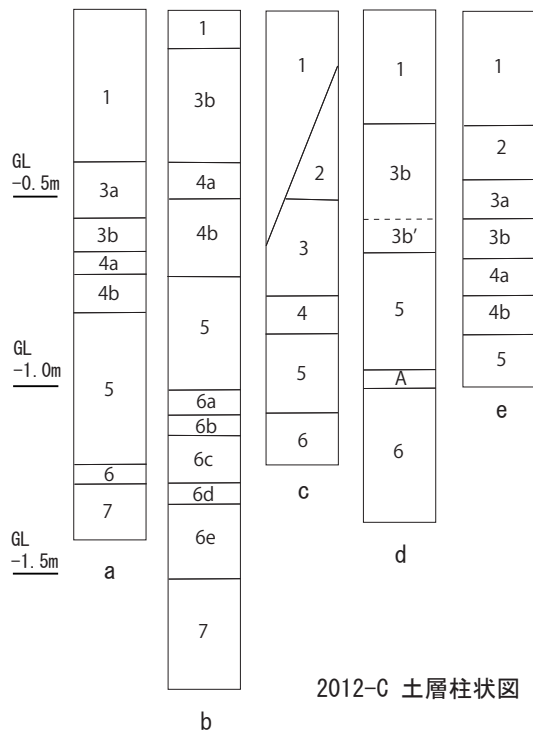 GL
-0.5m
GL
-1.0m
GL
-1.5m
1
3a
3b
4a
4b
5
6
7
a
1
3b
4a
4b
5
6a
6b
6c
6d
6e
7
b
1
2
3
4
5
6
c
1
3b
3b’
5
A
6
d
1
2
3a
3b
4a
4b
5
e
2012-C 土層柱状図